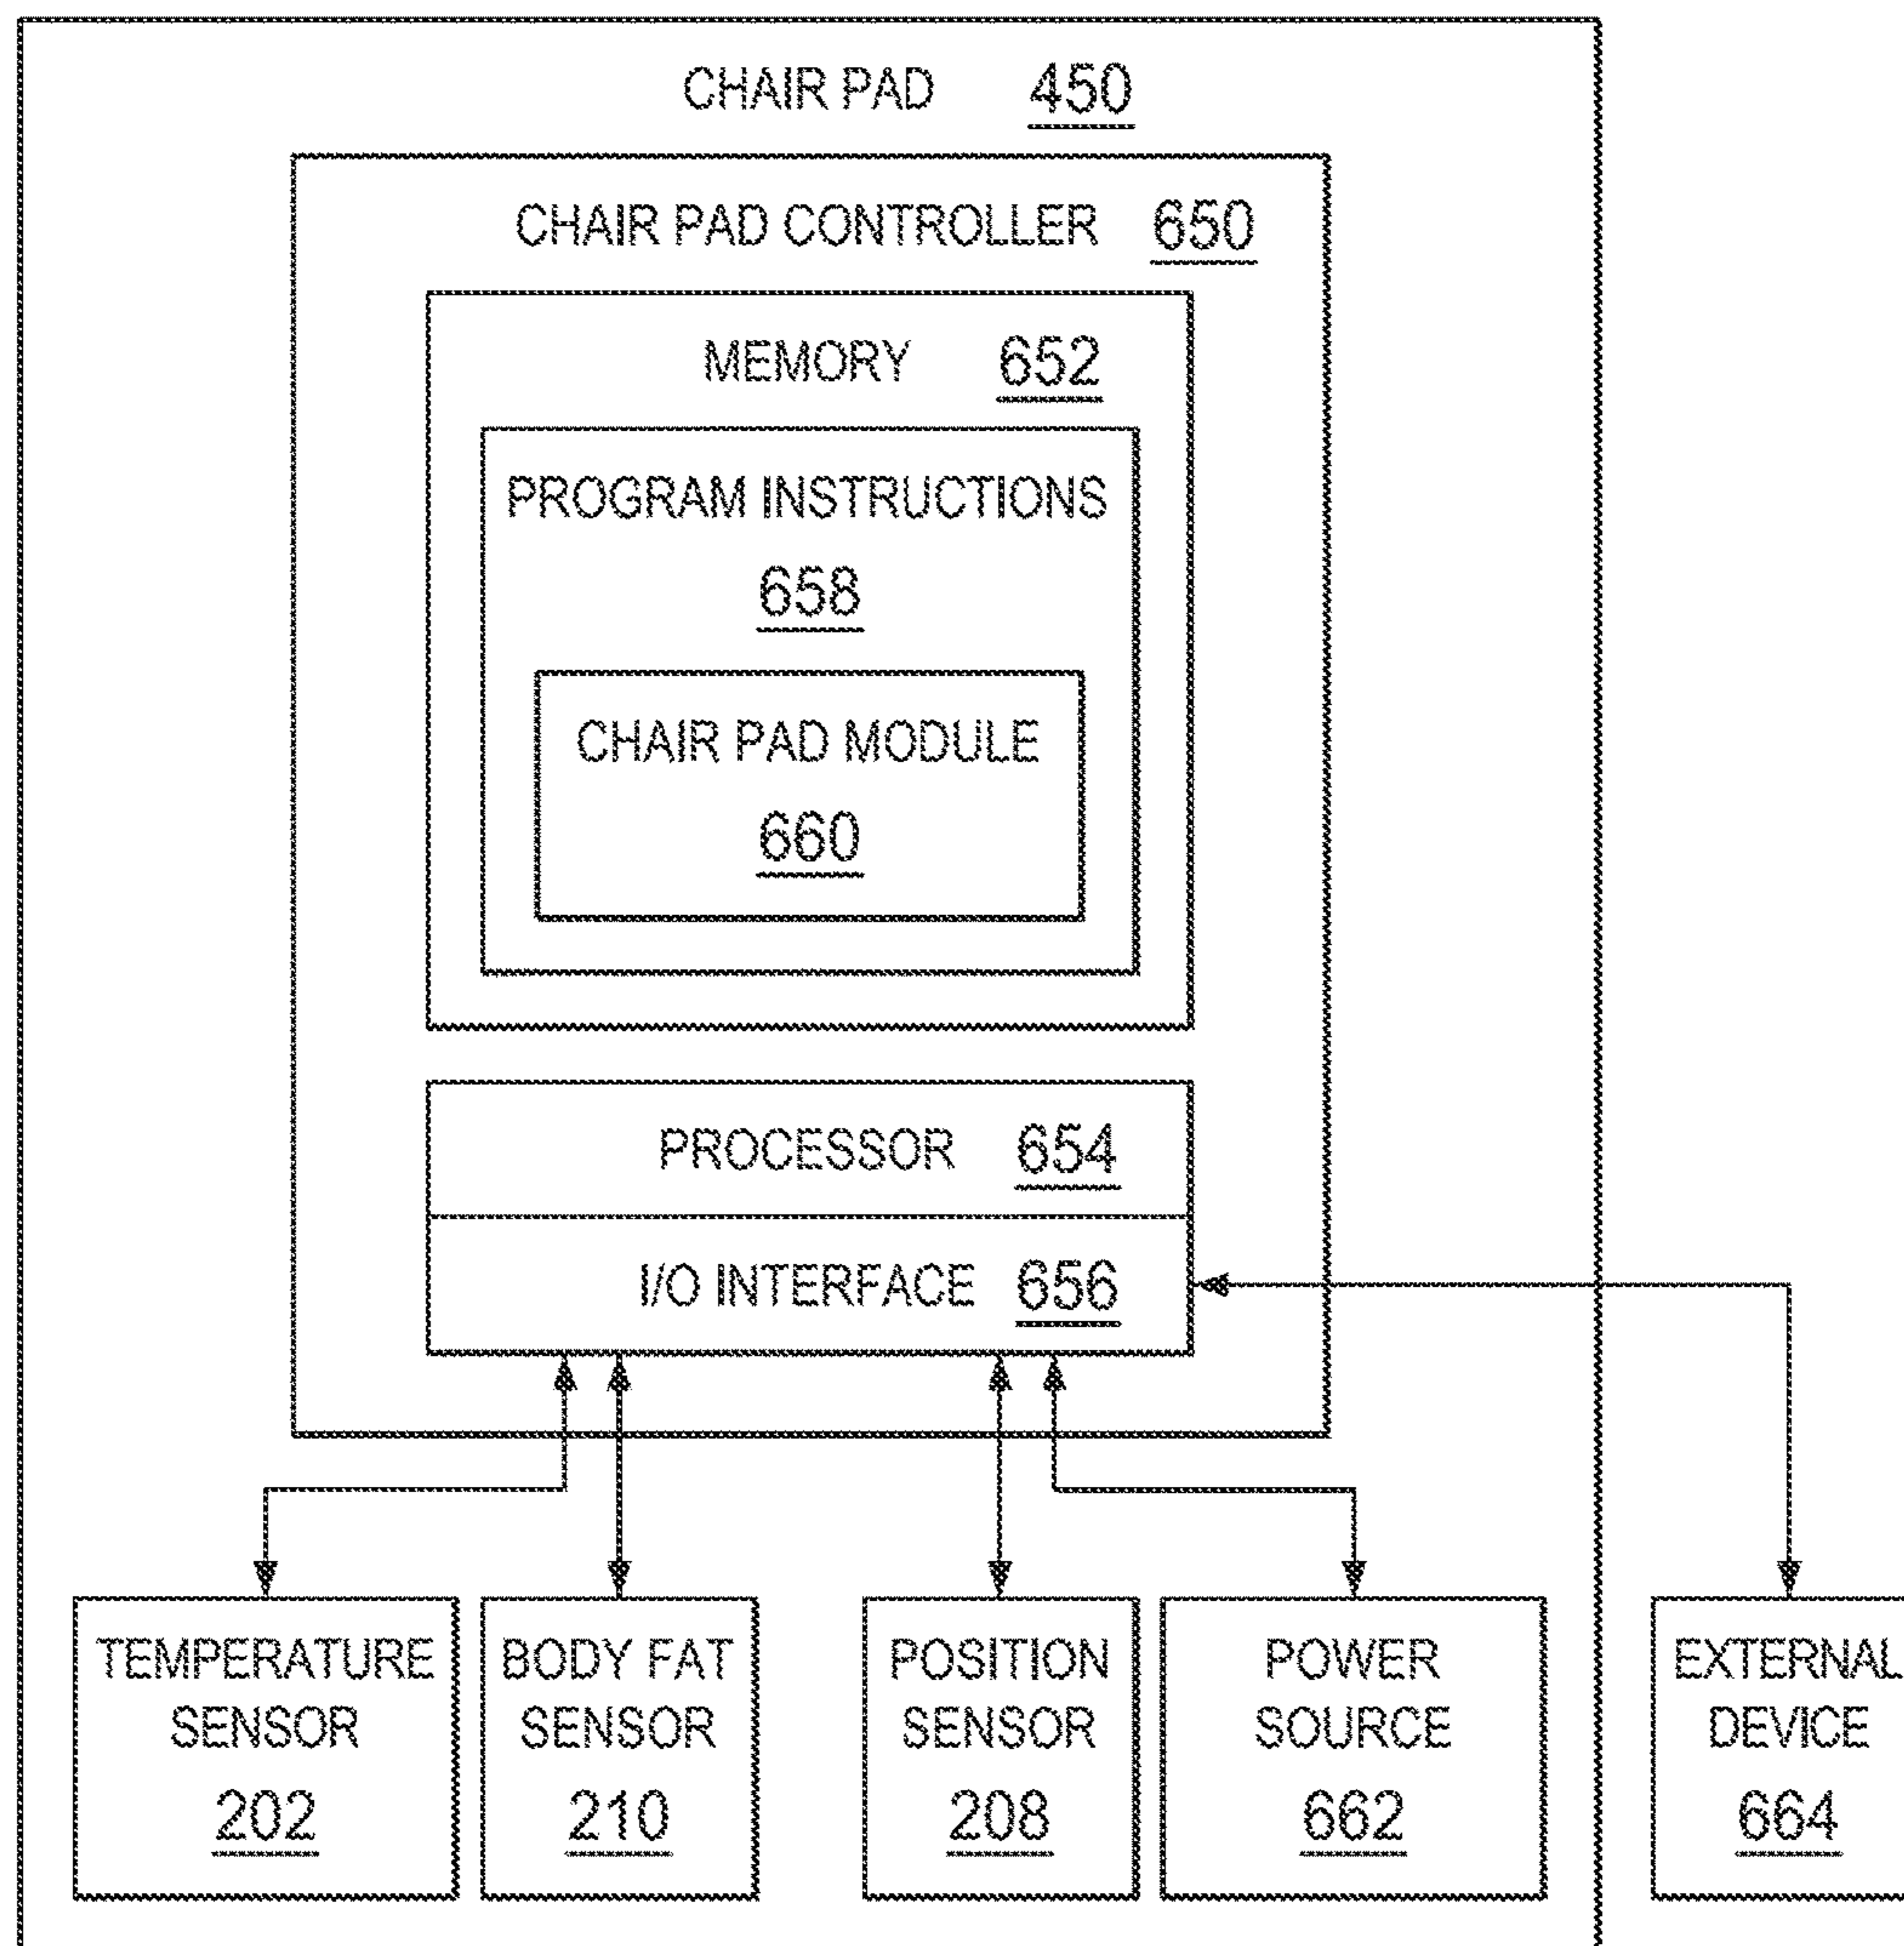 CHAIR PAD 450
CHAIR PAD CONTROLLER 650
MEMORY 652
PROGRAM INSTRUCTIONS
658
CHAIR PAD MODULE
660
PROCESSOR 654
I/O INTERFACE 656
TEMPERATURE
SENSOR
202
BODY FAT
SENSOR
210
POSITION
SENSOR
208
POWER
SOURCE
662
EXTERNAL
DEVICE
664